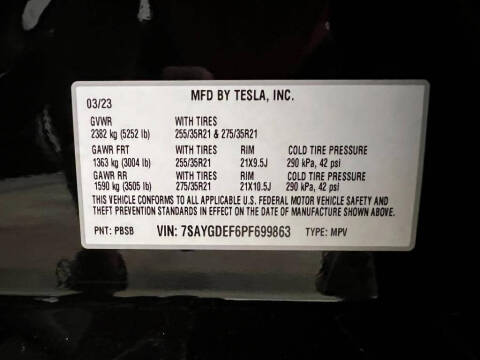 MFD BY TESLA, INC.
03/23
GVWR WITH TIRES
2382 kg (5252 lb) 255/35R21 & 275/35R21
GAWR FRT WITH TIRES RIM COLD TIRE PRESSURE
1363 kg (3004 lb) 255/35R21 21X9.5J 290 kPa, 42 psi
GAWR RR WITH TIRES RIM COLD TIRE PRESSURE
1590 kg (3505 lb) 275/35R21 21X10.5J 290 kPa, 42 psi
THIS VEHICLE CONFORMS TO ALL APPLICABLE U.S. FEDERAL MOTOR VEHICLE SAFETY AND
THEFT PREVENTION STANDARDS IN EFFECT ON THE DATE OF MANUFACTURE SHOWN ABOVE.
PNT: PBSB VIN: 7SAYGDEF6PF699863 TYPE: MPV